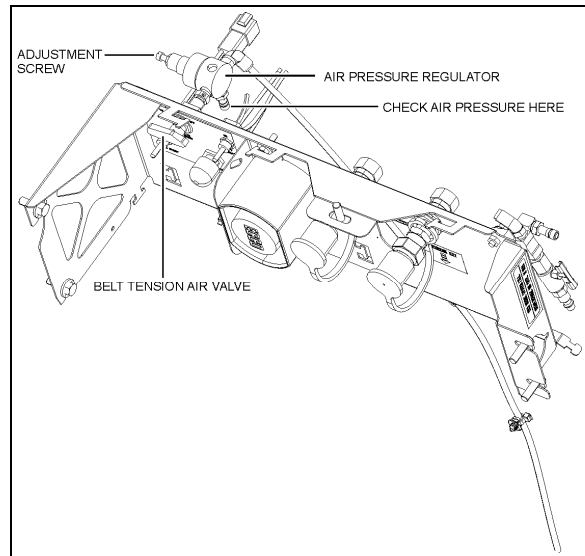 ADJUSTMENT
SCREW
AIR PRESSURE REGULATOR
CHECK AIR PRESSURE HERE
BELT TENSION AIR VALVE